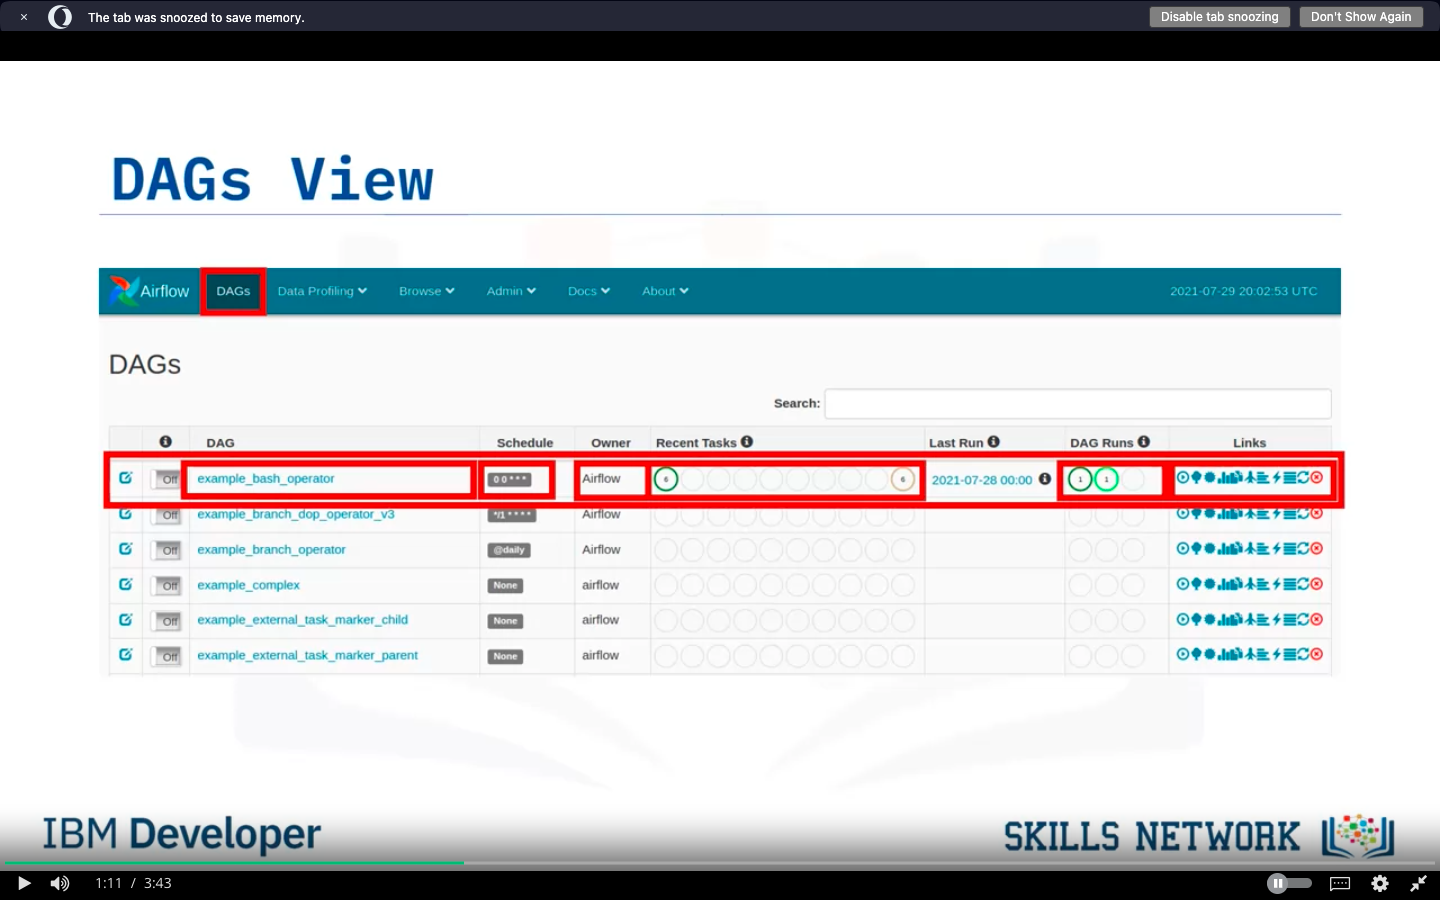 The tab was snoozed to save memory.
Disable tab snoozing
Don't Show Again
DAGs View
Airflow DAGs Data Profiling Browse Admin Docs About 2021-07-29 20:02:53 UTC
DAGs
Search:
DAG Schedule Owner Recent Tasks Last Run DAG Runs Links
Off example_bash_operator 0 0 * * * Airflow 6 6 2021-07-28 00:00 1 1
Off example_branch_dop_operator_v3 */1 * * * * Airflow
Off example_branch_operator @daily Airflow
Off example_complex None airflow
Off example_external_task_marker_child None airflow
Off example_external_task_marker_parent None airflow
IBM Developer
SKILLS NETWORK
1:11 / 3:43